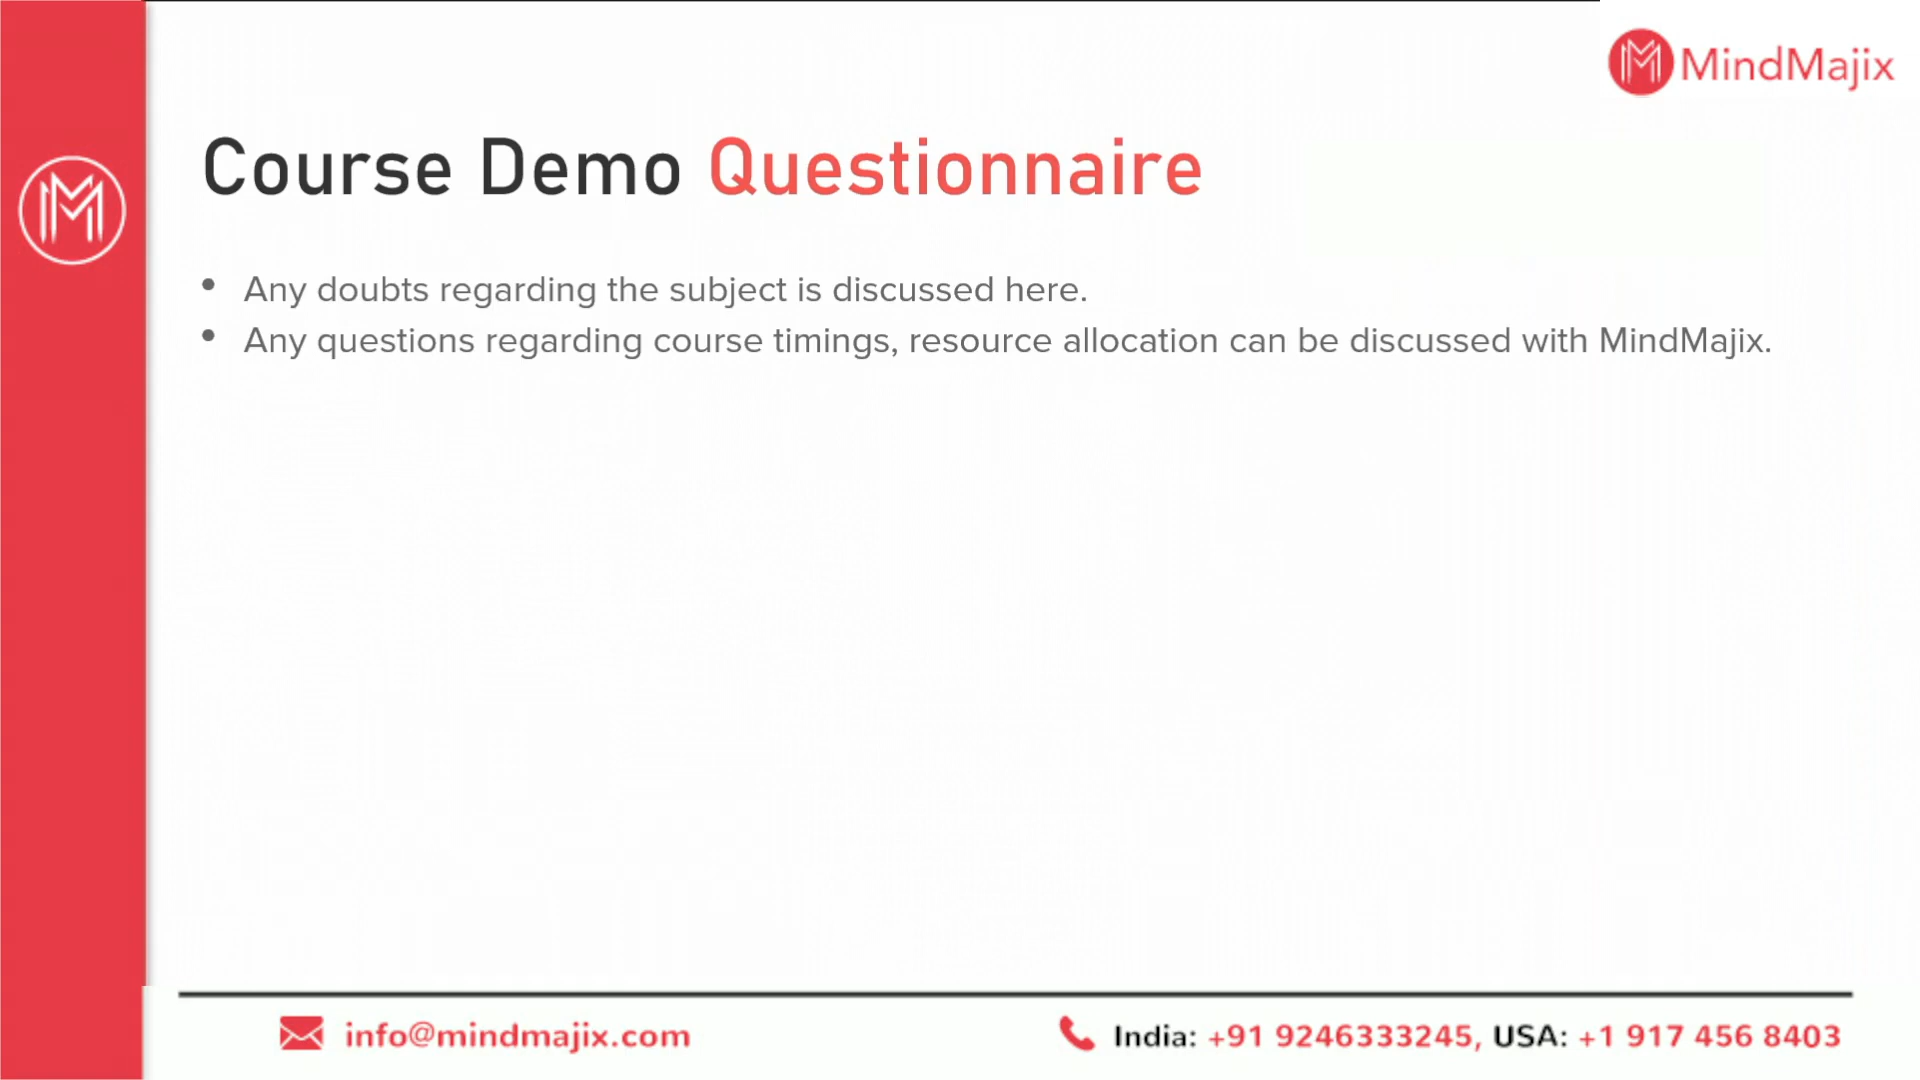 MindMajix
Course Demo Questionnaire
• Any doubts regarding the subject is discussed here.
• Any questions regarding course timings, resource allocation can be discussed with MindMajix.
info@mindmajix.com
India: +91 9246333245, USA: +1 917 456 8403